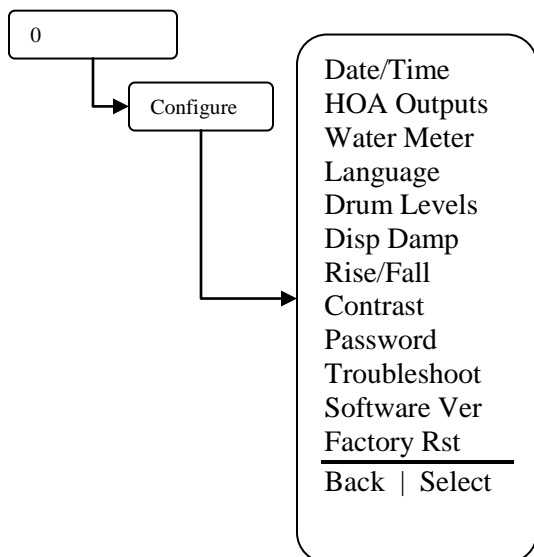 0
Configure
Date/Time
HOA Outputs
Water Meter
Language
Drum Levels
Disp Damp
Rise/Fall
Contrast
Password
Troubleshoot
Software Ver
Factory Rst
Back | Select